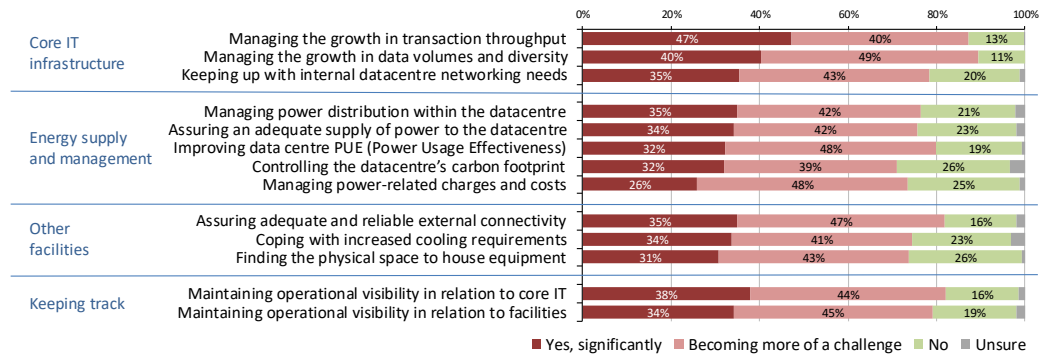 0% 20% 40% 60% 80% 100%
Core IT
infrastructure
Managing the growth in transaction throughput 47% 40% 13%
Managing the growth in data volumes and diversity 40% 49% 11%
Keeping up with internal datacentre networking needs 35% 43% 20%
Energy supply
and management
Managing power distribution within the datacentre 35% 42% 21%
Assuring an adequate supply of power to the datacentre 34% 42% 23%
Improving data centre PUE (Power Usage Effectiveness) 32% 48% 19%
Controlling the datacentre's carbon footprint 32% 39% 26%
Managing power-related charges and costs 26% 48% 25%
Other
facilities
Assuring adequate and reliable external connectivity 35% 47% 16%
Coping with increased cooling requirements 34% 41% 23%
Finding the physical space to house equipment 31% 43% 26%
Keeping track
Maintaining operational visibility in relation to core IT 38% 44% 16%
Maintaining operational visibility in relation to facilities 34% 45% 19%
Yes, significantly Becoming more of a challenge No Unsure